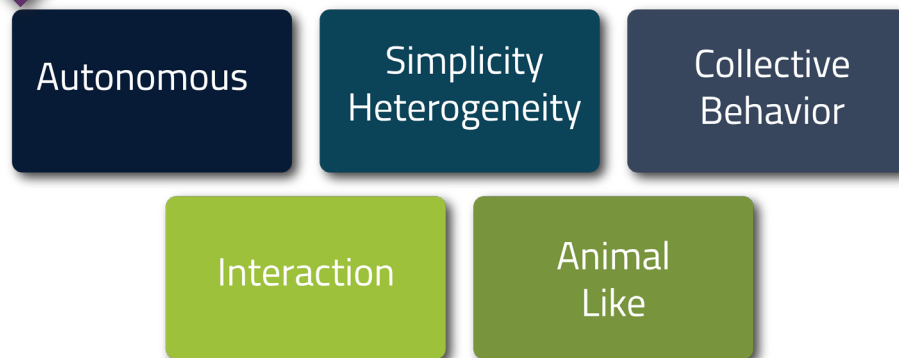 Autonomous
Simplicity
Heterogeneity
Collective
Behavior
Interaction
Animal
Like